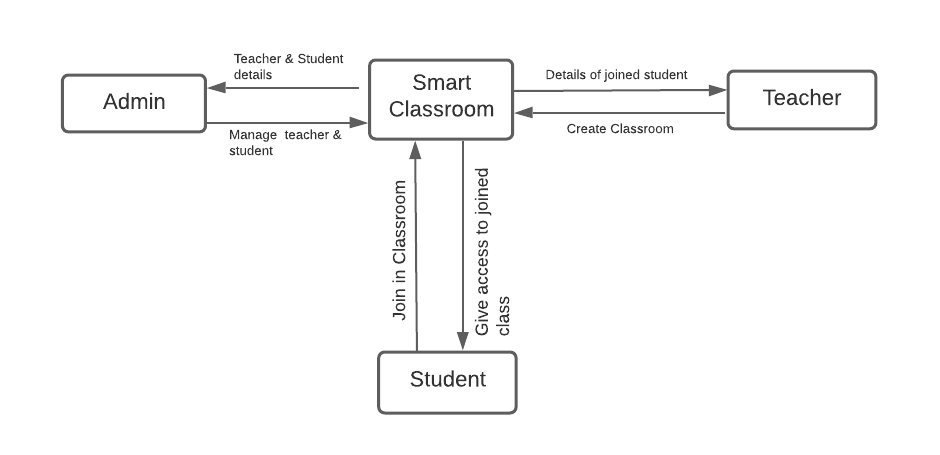 Teacher & Student
details
Admin
Manage  teacher &
student
Smart
Classroom
Details of joined student
Create Classroom
Teacher
Join in Classroom
Give access to joined
class
Student